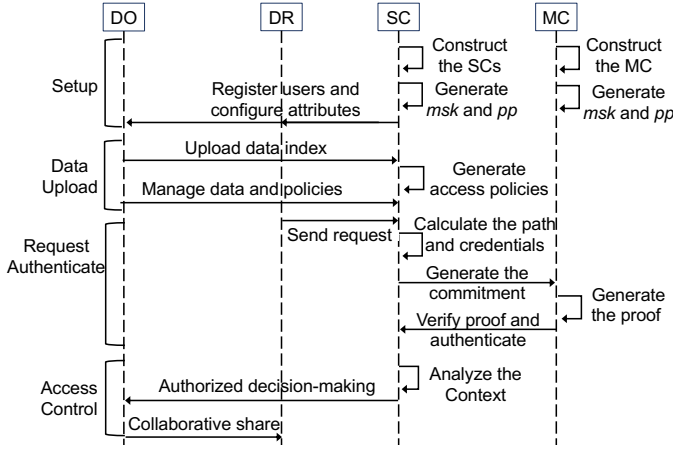 DO DR SC MC
Setup
Construct
the SCs
Construct
the MC
Register users and
configure attributes
Generate
msk and pp
Generate
msk and pp
Data
Upload
Upload data index
Generate
access policies
Manage data and policies
Request
Authenticate
Send request
Calculate the path
and credentials
Generate the
commitment
Generate
the proof
Verify proof and
authenticate
Access
Control
Analyze the
Context
Authorized decision-making
Collaborative share